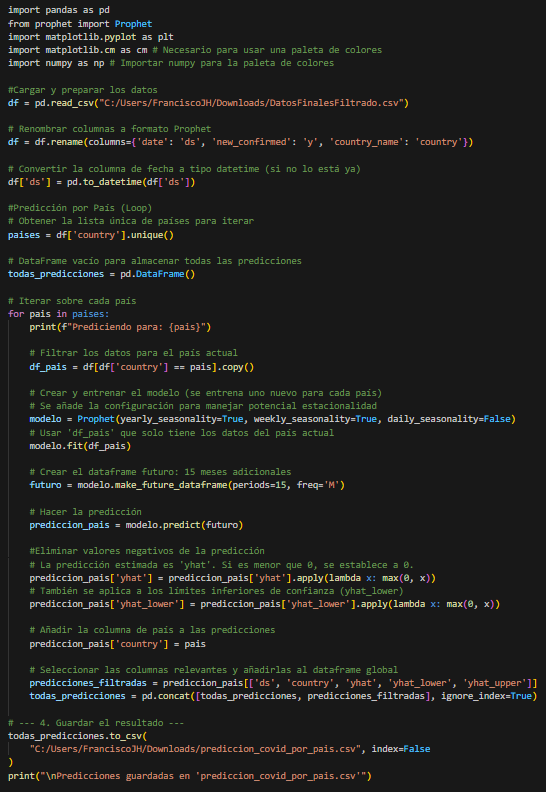 import pandas as pd
from prophet import Prophet
import matplotlib.pyplot as plt
import matplotlib.cm as cm # Necesario para usar una paleta de colores
import numpy as np # Importar numpy para la paleta de colores

#Cargar y preparar los datos
df = pd.read_csv("C:/Users/FranciscoJH/Downloads/DatosFinalesFiltrado.csv")

# Renombrar columnas a formato Prophet
df = df.rename(columns={'date': 'ds', 'new_confirmed': 'y', 'country_name': 'country'})

# Convertir la columna de fecha a tipo datetime (si no lo está ya)
df['ds'] = pd.to_datetime(df['ds'])

#Predicción por País (Loop)
# Obtener la lista única de países para iterar
paises = df['country'].unique()

# DataFrame vacío para almacenar todas las predicciones
todas_predicciones = pd.DataFrame()

# Iterar sobre cada país
for pais in paises:
    print(f"Prediciendo para: {pais}")

    # Filtrar los datos para el país actual
    df_pais = df[df['country'] == pais].copy()

    # Crear y entrenar el modelo (se entrena uno nuevo para cada país)
    # Se añade la configuración para manejar potencial estacionalidad
    modelo = Prophet(yearly_seasonality=True, weekly_seasonality=True, daily_seasonality=False)
    # Usar 'df_pais' que solo tiene los datos del país actual
    modelo.fit(df_pais)

    # Crear el dataframe futuro: 15 meses adicionales
    futuro = modelo.make_future_dataframe(periods=15, freq='M')

    # Hacer la predicción
    prediccion_pais = modelo.predict(futuro)

    #Eliminar valores negativos de la predicción
    # La predicción estimada es 'yhat'. Si es menor que 0, se establece a 0.
    prediccion_pais['yhat'] = prediccion_pais['yhat'].apply(lambda x: max(0, x))
    # También se aplica a los límites inferiores de confianza (yhat_lower)
    prediccion_pais['yhat_lower'] = prediccion_pais['yhat_lower'].apply(lambda x: max(0, x))

    # Añadir la columna de país a las predicciones
    prediccion_pais['country'] = pais

    # Seleccionar las columnas relevantes y añadirlas al dataframe global
    predicciones_filtradas = prediccion_pais[['ds', 'country', 'yhat', 'yhat_lower', 'yhat_upper']]
    todas_predicciones = pd.concat([todas_predicciones, predicciones_filtradas], ignore_index=True)

# --- 4. Guardar el resultado ---
todas_predicciones.to_csv(
    "C:/Users/FranciscoJH/Downloads/prediccion_covid_por_pais.csv", index=False
)
print("\nPredicciones guardadas en 'prediccion_covid_por_pais.csv'")